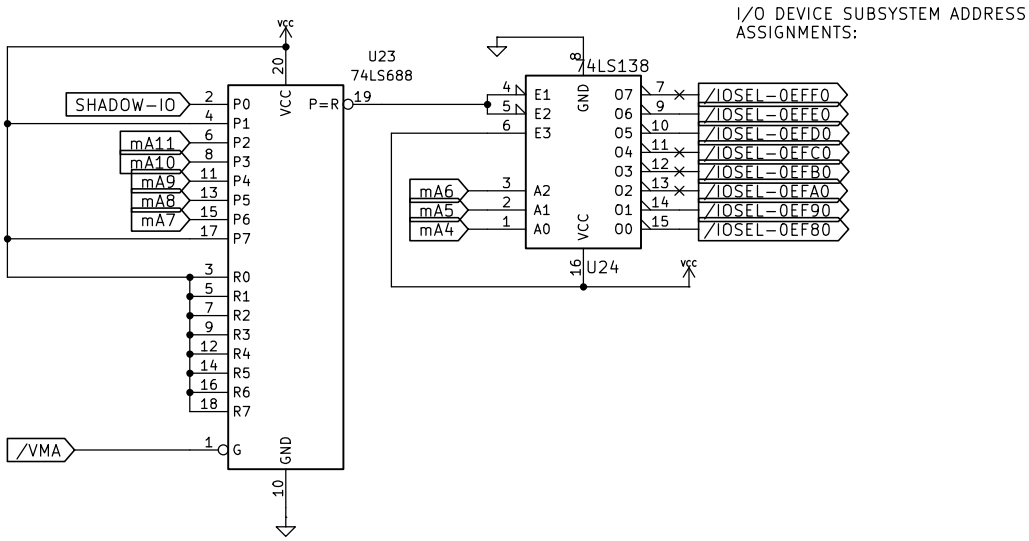 I/O DEVICE SUBSYSTEM ADDRESS
ASSIGNMENTS:
VCC
U23
74LS688
20
VCC
SHADOW-IO 2 P0 P=R 19
4 P1
mA11 6 P2
mA10 8 P3
mA9 11 P4
mA8 13 P5
mA7 15 P6
17 P7
3 R0
5 R1
7 R2
9 R3
12 R4
14 R5
16 R6
18 R7
/VMA 1 G
GND
10
8 74LS138
GND
4 E1 O7 7 /IOSEL-0EFF0
5 E2 O6 9 /IOSEL-0EFE0
6 E3 O5 10 /IOSEL-0EFD0
O4 11 /IOSEL-0EFC0
O3 12 /IOSEL-0EFB0
mA6 3 A2 O2 13 /IOSEL-0EFA0
mA5 2 A1 O1 14 /IOSEL-0EF90
mA4 1 A0 O0 15 /IOSEL-0EF80
VCC
16 U24
VCC